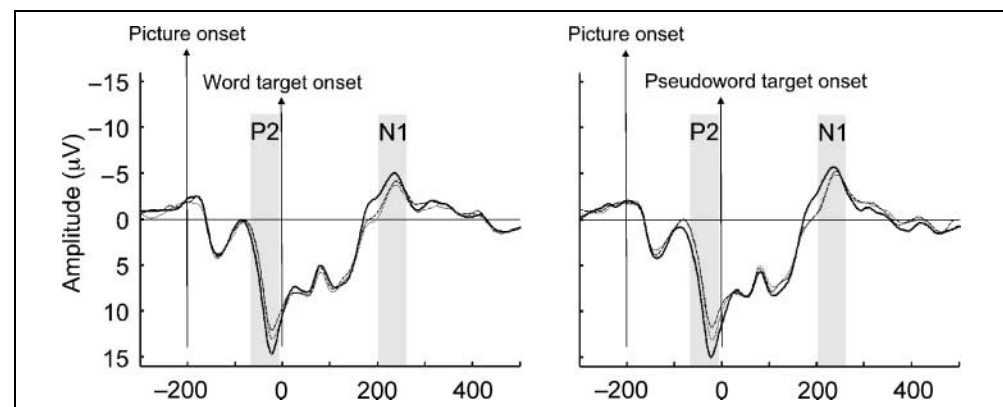 Picture onset
Word target onset
P2
N1
−15
−10
−5
0
5
10
15
Amplitude (μV)
−200 0 200 400
Picture onset
Pseudoword target onset
P2
N1
−200 0 200 400